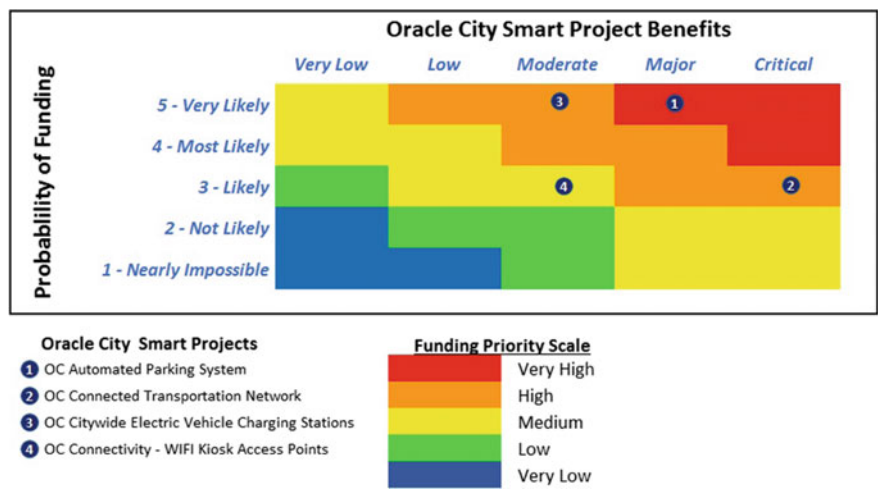 Oracle City Smart Project Benefits
Very Low Low Moderate Major Critical
Probablility of Funding
5 - Very Likely 3 1
4 - Most Likely
3 - Likely 4 2
2 - Not Likely
1 - Nearly Impossible
Oracle City Smart Projects
1 OC Automated Parking System
2 OC Connected Transportation Network
3 OC Citywide Electric Vehicle Charging Stations
4 OC Connectivity - WIFI Kiosk Access Points
Funding Priority Scale
Very High
High
Medium
Low
Very Low